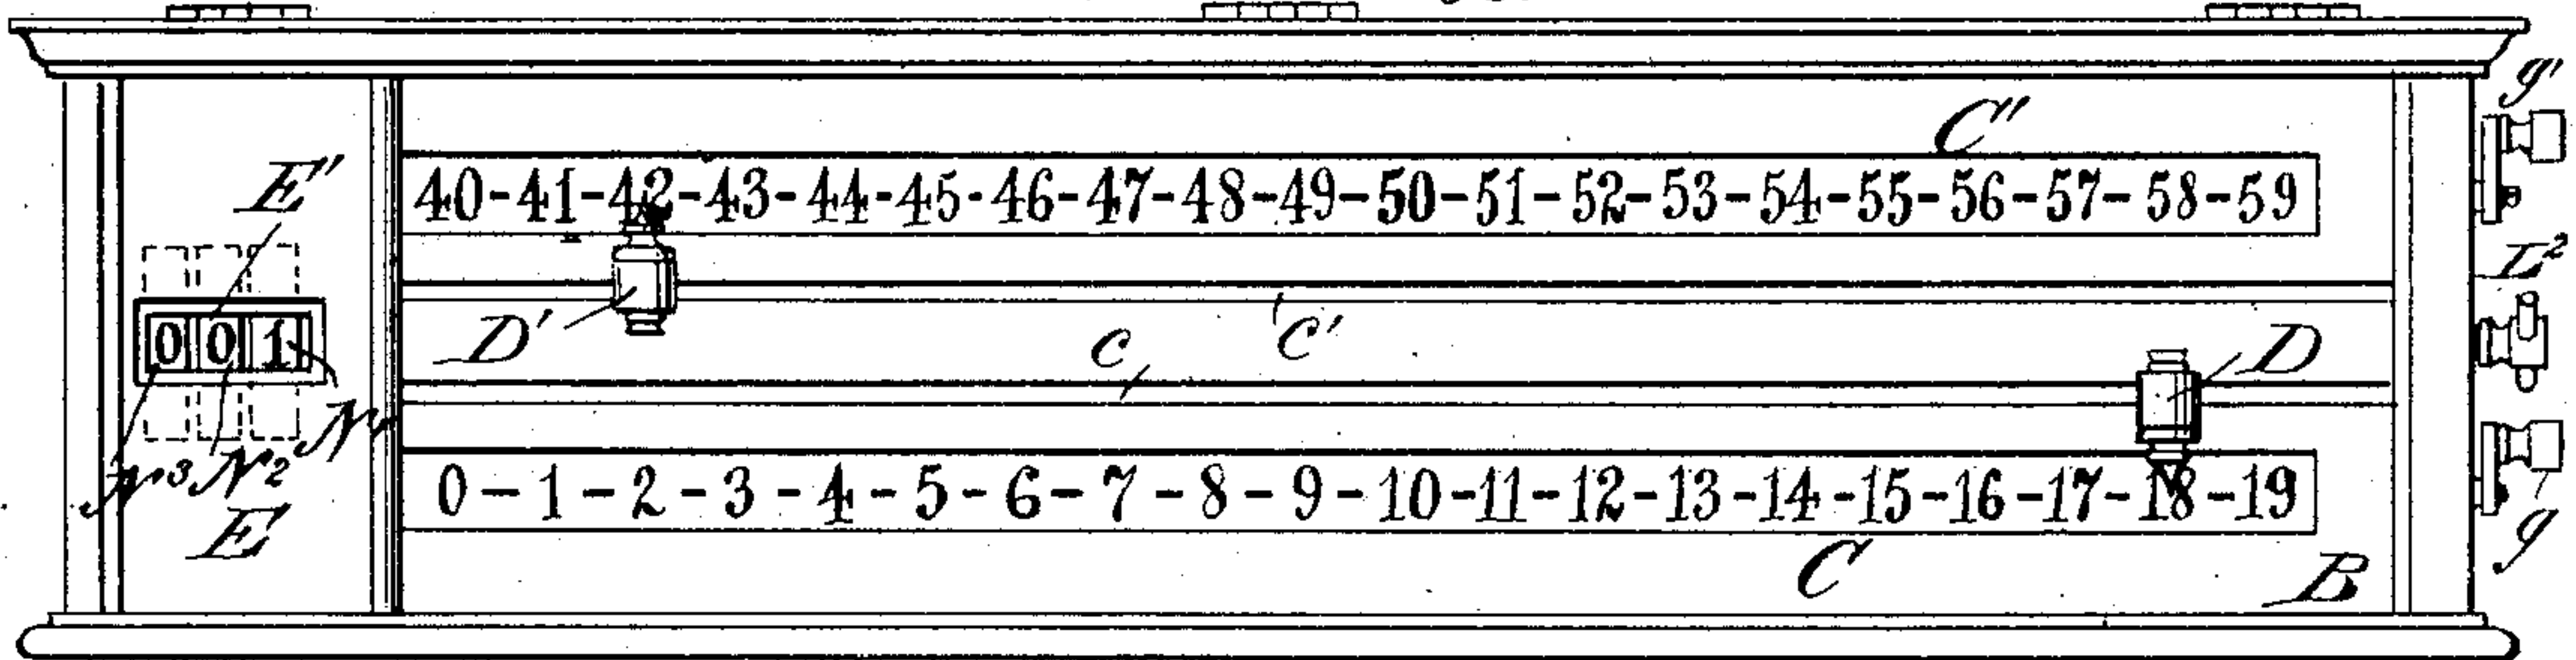 g'
C''
40-41-42-43-44-45-46-47-48-49-50-51-52-53-54-55-56-57-58-59
E''
L²
D'
c
C'
D
0 0 1
N
N³ N² E'
0-1-2-3-4-5-6-7-8-9-10-11-12-13-14-15-16-17-18-19
g
C
B